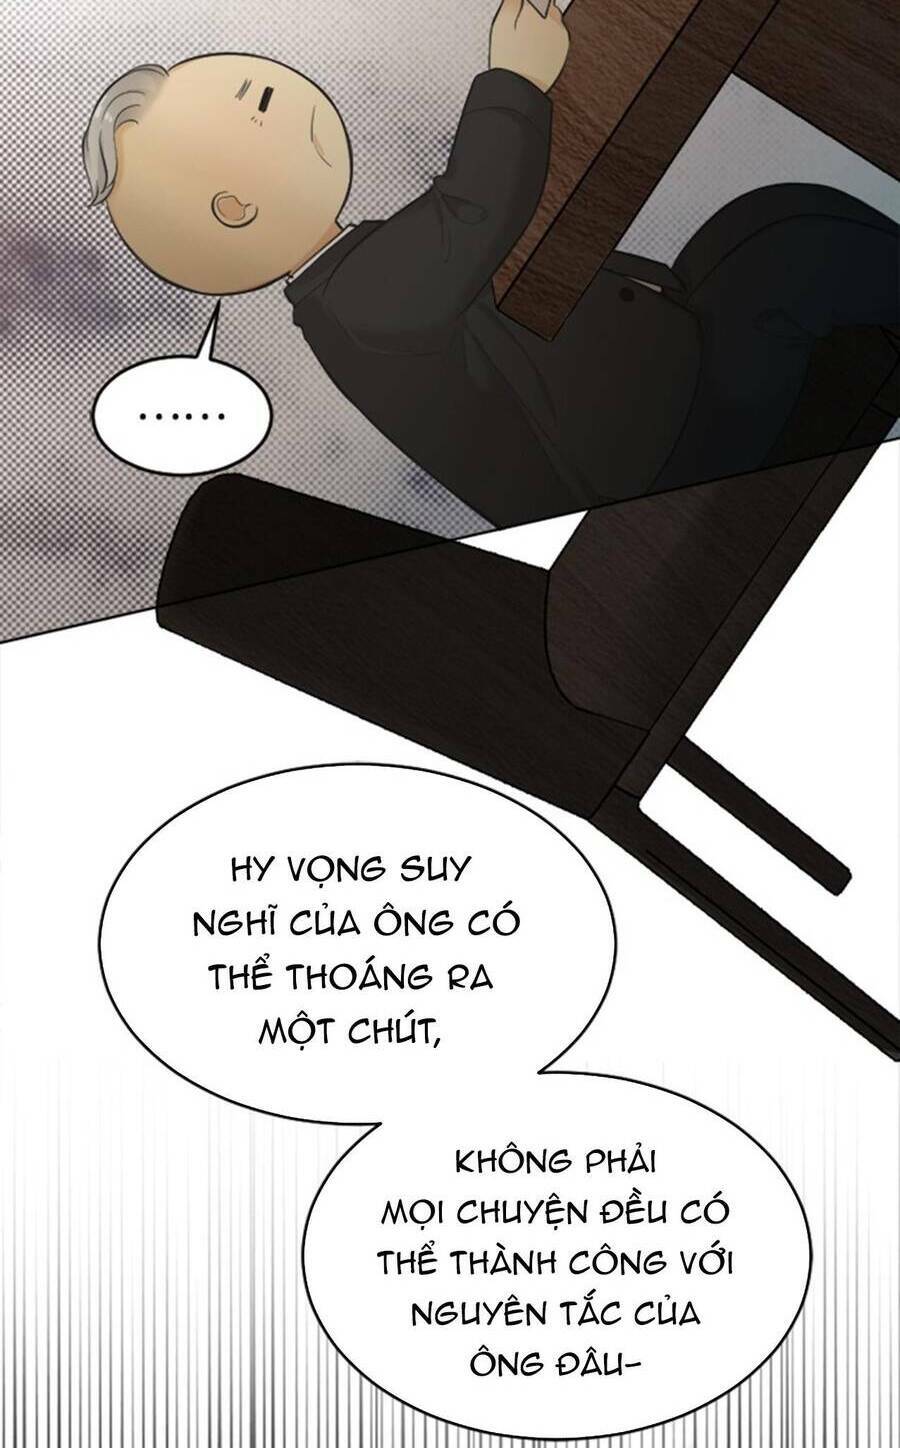 ......
HY VỌNG SUY
NGHĨ CỦA ÔNG CÓ
THỂ THOÁNG RA
MỘT CHÚT,
KHÔNG PHẢI
MỌI CHUYỆN ĐỀU CÓ
THỂ THÀNH CÔNG VỚI
NGUYÊN TẮC CỦA
ÔNG ĐÂU-